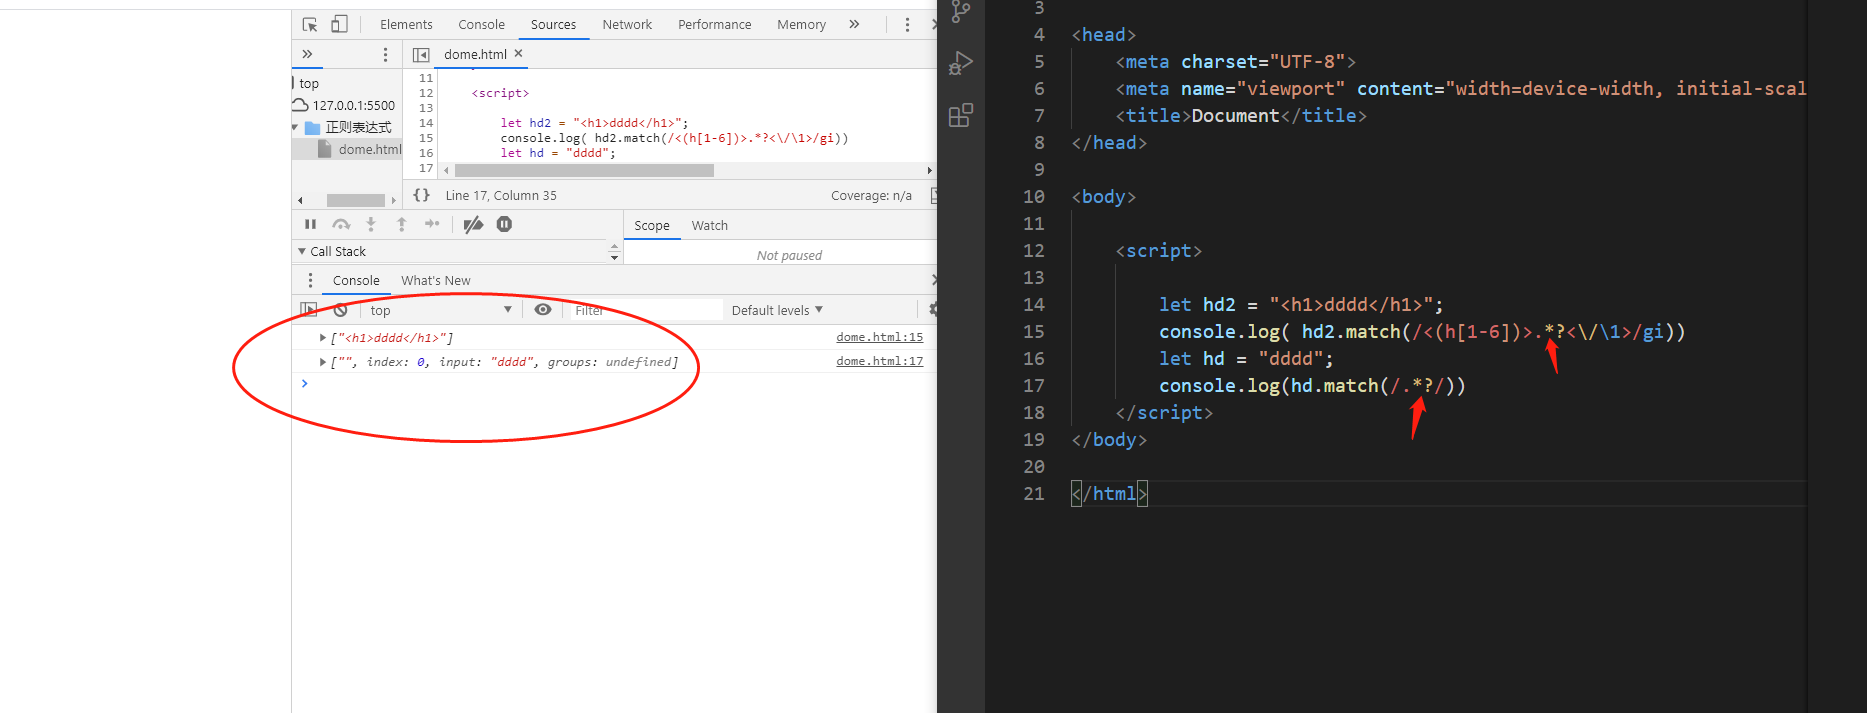 Elements Console Sources Network Performance Memory »
» dome.html ×
top
127.0.0.1:5500
正则表达式
dome.html
11
12 <script>
13
14 let hd2 = "<h1>dddd</h1>";
15 console.log( hd2.match(/<(h[1-6])>.*?<\/\1>/gi))
16 let hd = "dddd";
17
{} Line 17, Column 35 Coverage: n/a
Scope Watch
Call Stack
Not paused
Console What's New
top Filter Default levels
["<h1>dddd</h1>"] dome.html:15
["", index: 0, input: "dddd", groups: undefined] dome.html:17
3
4 <head>
5 <meta charset="UTF-8">
6 <meta name="viewport" content="width=device-width, initial-scal
7 <title>Document</title>
8 </head>
9
10 <body>
11
12 <script>
13
14 let hd2 = "<h1>dddd</h1>";
15 console.log( hd2.match(/<(h[1-6])>.*?<\/\1>/gi))
16 let hd = "dddd";
17 console.log(hd.match(/.*?/))
18 </script>
19 </body>
20
21 </html>